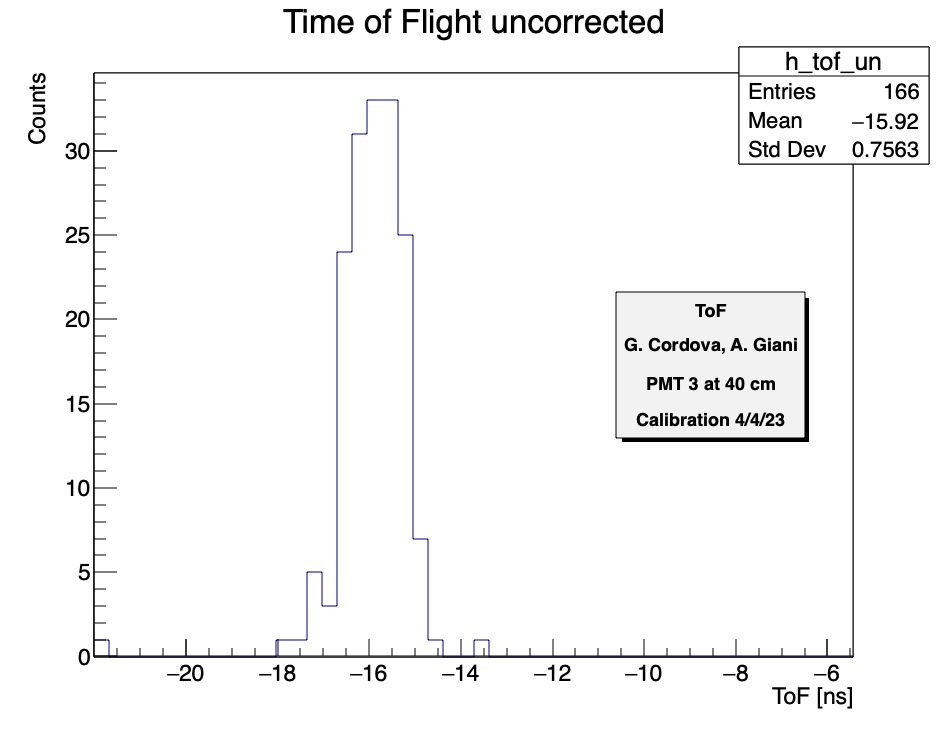 Time of Flight uncorrected
h_tof_un
Entries 166
Mean −15.92
Std Dev 0.7563
Counts
30
25
20
15
10
5
0
ToF
G. Cordova, A. Giani
PMT 3 at 40 cm
Calibration 4/4/23
−20 −18 −16 −14 −12 −10 −8 −6
ToF [ns]